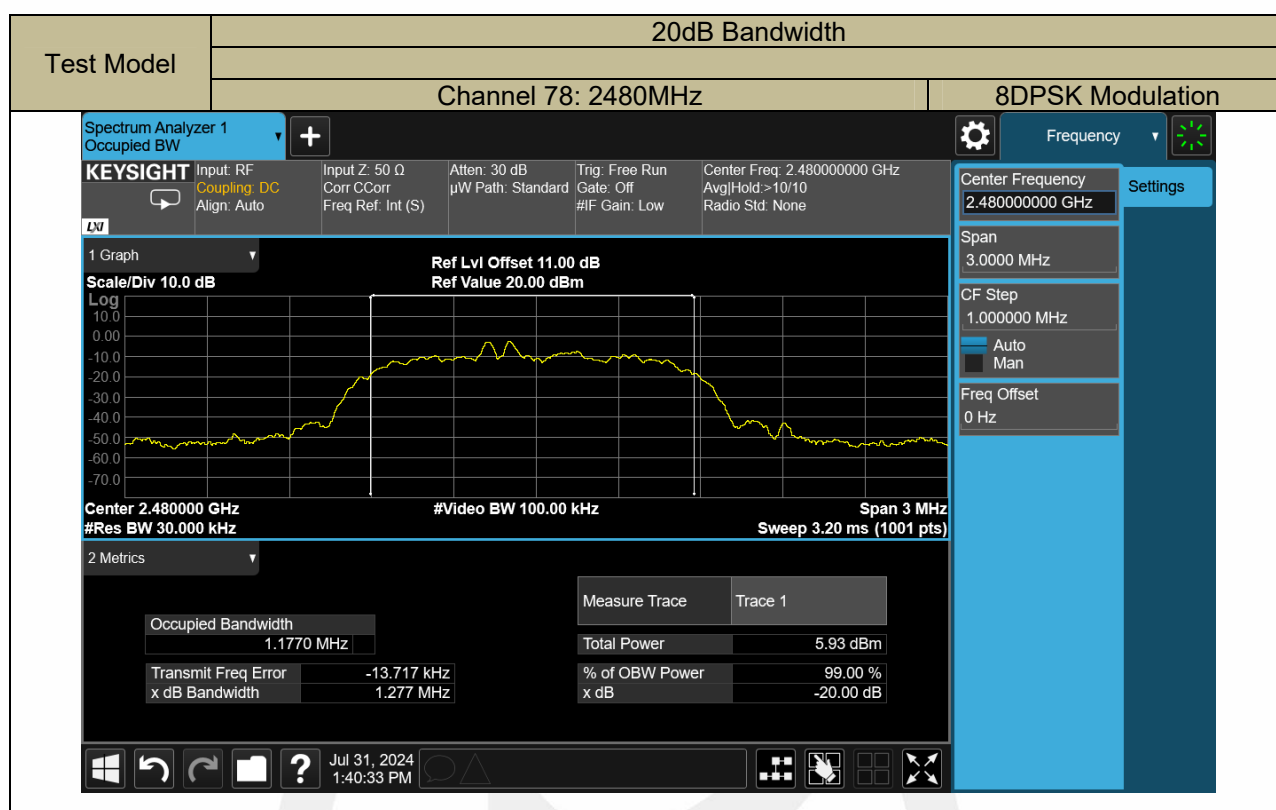 Test Model
20dB Bandwidth
Channel 78: 2480MHz
8DPSK Modulation
Spectrum Analyzer 1
Occupied BW
Frequency
KEYSIGHT
LXI
Input: RF
Coupling: DC
Align: Auto
Input Z: 50 Ω
Corr CCorr
Freq Ref: Int (S)
Atten: 30 dB
µW Path: Standard
Trig: Free Run
Gate: Off
#IF Gain: Low
Center Freq: 2.480000000 GHz
Avg|Hold:>10/10
Radio Std: None
Center Frequency
2.480000000 GHz
Settings
Span
3.0000 MHz
CF Step
1.000000 MHz
Auto
Man
Freq Offset
0 Hz
1 Graph
Scale/Div 10.0 dB
Ref Lvl Offset 11.00 dB
Ref Value 20.00 dBm
Log
10.0
0.00
-10.0
-20.0
-30.0
-40.0
-50.0
-60.0
-70.0
Center 2.480000 GHz
#Video BW 100.00 kHz
Span 3 MHz
#Res BW 30.000 kHz
Sweep 3.20 ms (1001 pts)
2 Metrics
Measure Trace
Trace 1
Occupied Bandwidth
1.1770 MHz
Total Power
5.93 dBm
Transmit Freq Error
-13.717 kHz
% of OBW Power
99.00 %
x dB Bandwidth
1.277 MHz
x dB
-20.00 dB
?
Jul 31, 2024
1:40:33 PM